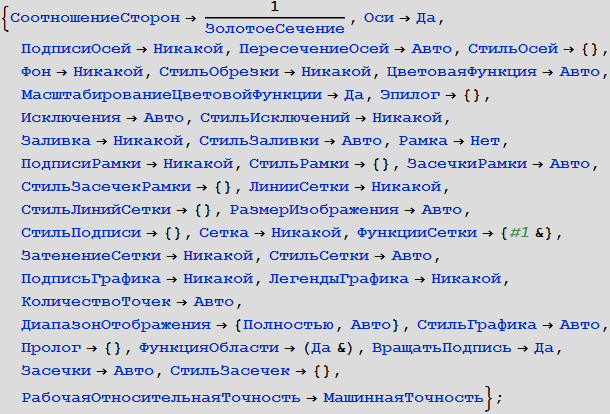 {СоотношениеСторон → 1/ЗолотоеСечение, Оси → Да,
ПодписиОсей → Никакой, ПересечениеОсей → Авто, СтильОсей → {},
Фон → Никакой, СтильОбрезки → Никакой, ЦветоваяФункция → Авто,
МасштабированиеЦветовойФункции → Да, Эпилог → {},
Исключения → Авто, СтильИсключений → Никакой,
Заливка → Никакой, СтильЗаливки → Авто, Рамка → Нет,
ПодписиРамки → Никакой, СтильРамки → {}, ЗасечкиРамки → Авто,
СтильЗасечекРамки → {}, ЛинииСетки → Никакой,
СтильЛинийСетки → {}, РазмерИзображения → Авто,
СтильПодписи → {}, Сетка → Никакой, ФункцииСетки → {#1 &},
ЗатенениеСетки → Никакой, СтильСетки → Авто,
ПодписьГрафика → Никакой, ЛегендыГрафика → Никакой,
КоличествоТочек → Авто,
ДиапазонОтображения → {Полностью, Авто}, СтильГрафика → Авто,
Пролог → {}, ФункцияОбласти → (Да &), ВращатьПодпись → Да,
Засечки → Авто, СтильЗасечек → {},
РабочаяОтносительнаяТочность → МашиннаяТочность};